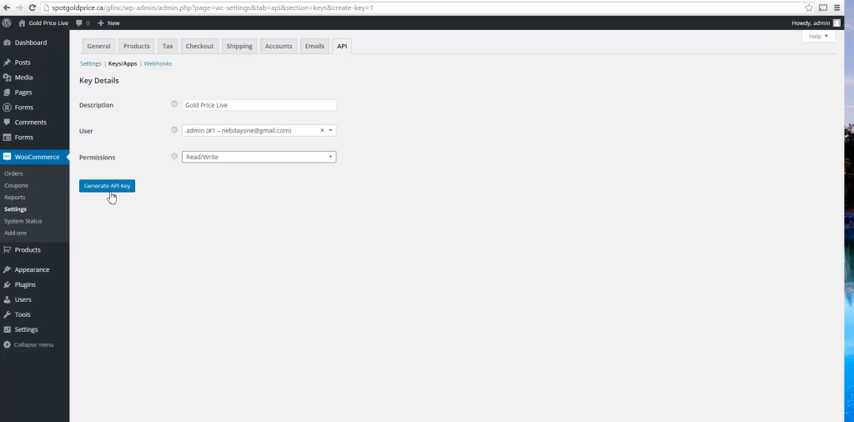 spotgoldprice.ca/gfinc/wp-admin/admin.php?page=wc-settings&tab=api&section=keys&create-key=1
Gold Price Live 0 + New Howdy, admin
Help
General Products Tax Checkout Shipping Accounts Emails API
Settings | Keys/Apps | Webhooks
Key Details
Description Gold Price Live
User admin (#1 – nebdayone@gmail.com) ×
Permissions Read/Write
Generate API Key
Dashboard
Posts
Media
Pages
Forms
Comments
Forms
WooCommerce
Orders
Coupons
Reports
Settings
System Status
Add-ons
Products
Appearance
Plugins
Users
Tools
Settings
Collapse menu